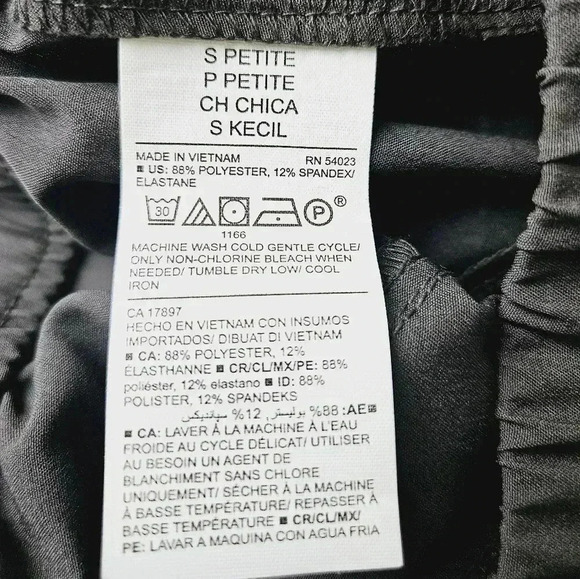 S PETITE
P PETITE
CH CHICA
S KECIL
MADE IN VIETNAM RN 54023
US: 88% POLYESTER, 12% SPANDEX/
ELASTANE
30 P ®
1166
MACHINE WASH COLD GENTLE CYCLE/
ONLY NON-CHLORINE BLEACH WHEN
NEEDED/ TUMBLE DRY LOW/ COOL
IRON
CA 17897
HECHO EN VIETNAM CON INSUMOS
IMPORTADOS/ DIBUAT DI VIETNAM
CA: 88% POLYESTER, 12%
ÉLASTHANNE CR/CL/MX/PE: 88%
poliéster, 12% elastano ID: 88%
POLISTER, 12% SPANDEKS
AE: 88% بوليستر, 12% سباندیکس
CA: LAVER À LA MACHINE À L'EAU
FROIDE AU CYCLE DÉLICAT/ UTILISER
AU BESOIN UN AGENT DE
BLANCHIMENT SANS CHLORE
UNIQUEMENT/ SÉCHER À LA MACHINE
À BASSE TEMPÉRATURE/ REPASSER À
BASSE TEMPÉRATURE CR/CL/MX/
PE: LAVAR A MAQUINA CON AGUA FRIA